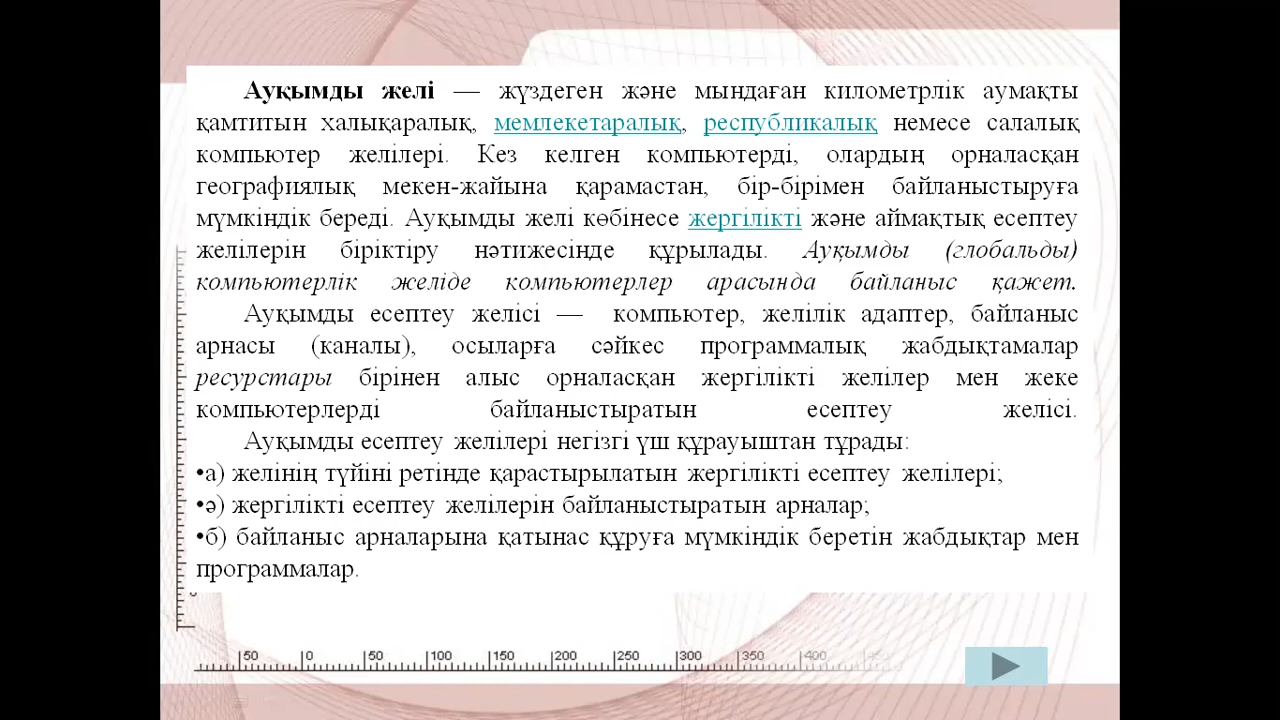 Ауқымды желі — жүздеген және мындаған километрлік аумақты
қамтитын халықаралық, мемлекетаралық, республикалық немесе салалық
компьютер желілері. Кез келген компьютерді, олардың орналасқан
географиялық мекен-жайына қарамастан, бір-бірімен байланыстыруға
мүмкіндік береді. Ауқымды желі көбінесе жергілікті және аймақтық есептеу
желілерін біріктіру нәтижесінде құрылады. Ауқымды (глобальды)
компьютерлік желіде компьютерлер арасында байланыс қажет.
Ауқымды есептеу желісі — компьютер, желілік адаптер, байланыс
арнасы (каналы), осыларға сәйкес программалық жабдықтамалар
ресурстары бірінен алыс орналасқан жергілікті желілер мен жеке
компьютерлерді байланыстыратын есептеу желісі.
Ауқымды есептеу желілері негізгі үш құрауыштан тұрады:
•а) желінің түйіні ретінде қарастырылатын жергілікті есептеу желілері;
•ә) жергілікті есептеу желілерін байланыстыратын арналар;
•б) байланыс арналарына қатынас құруға мүмкіндік беретін жабдықтар мен
программалар.
50 0 50 100 150 200 250 300 350 400 450